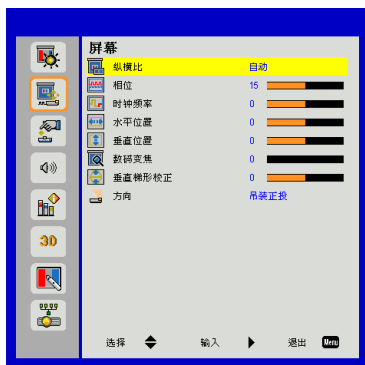 屏幕
纵横比 自动
相位 15
时钟频率 0
水平位置 0
垂直位置 0
数码变焦 0
垂直梯形校正 0
方向 吊装正投
3D
选择 输入 退出 Menu